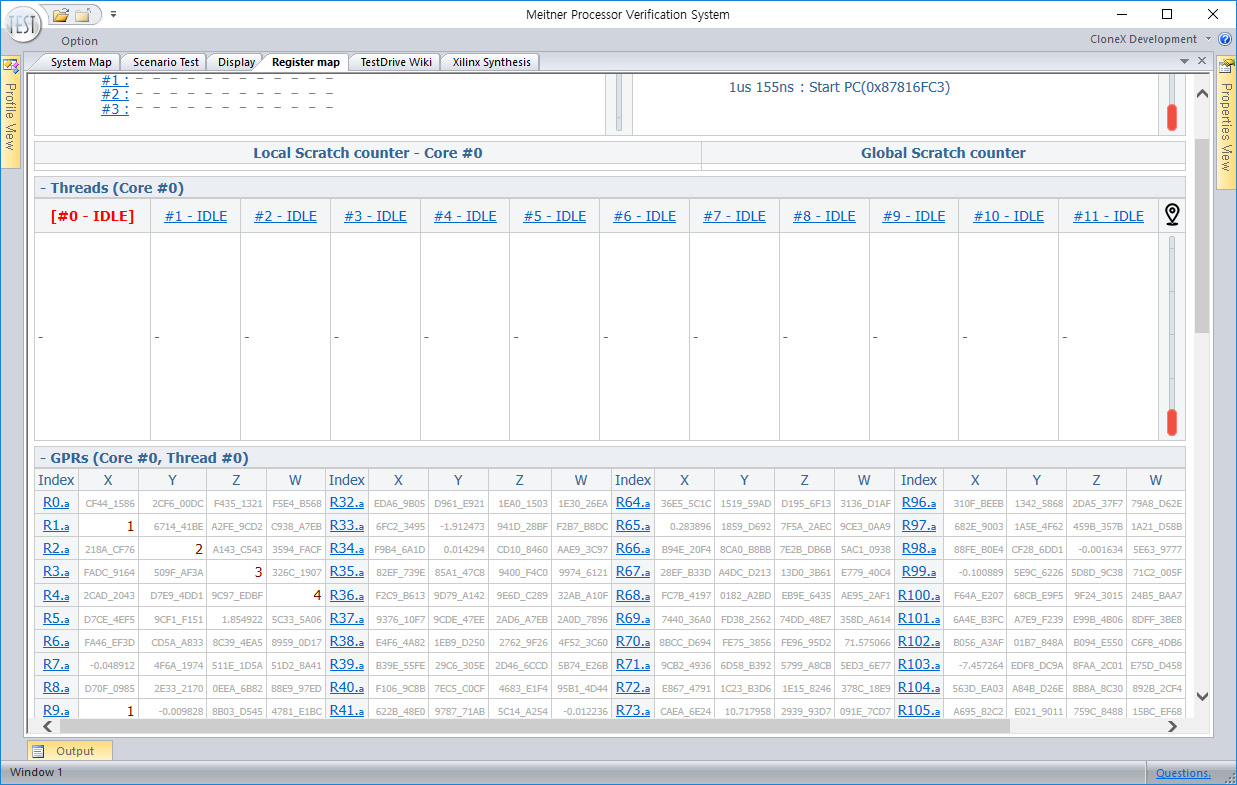 TEST
Meitner Processor Verification System
Option
CloneX Development
System Map Scenario Test Display Register map TestDrive Wiki Xilinx Synthesis
Profile View
Properties View
#1 : - - - - - - - - - - - -
#2 : - - - - - - - - - - - -
#3 : - - - - - - - - - - - -
1us 155ns : Start PC(0x87816FC3)
Local Scratch counter - Core #0 Global Scratch counter
- Threads (Core #0)
[#0 - IDLE] #1 - IDLE #2 - IDLE #3 - IDLE #4 - IDLE #5 - IDLE #6 - IDLE #7 - IDLE #8 - IDLE #9 - IDLE #10 - IDLE #11 - IDLE
- - - - - - - - - - - -
- GPRs (Core #0, Thread #0)
Index X Y Z W Index X Y Z W Index X Y Z W Index X Y Z W
R0.a CF44_1586 2CF6_00DC F435_1321 F5E4_B568 R32.a EDA6_9B05 D961_E921 1EA0_1503 1E30_26EA R64.a 36E5_5C1C 1519_59AD D195_6F13 3136_D1AF R96.a 310F_BEEB 1342_5868 2DA5_37F7 79A8_D62E
R1.a 1 6714_41BE A2FE_9CD2 C938_A7EB R33.a 6FC2_3495 -1.912473 941D_28BF F2B7_B8DC R65.a 0.283896 1859_D692 7F5A_2AEC 9CE3_0AA9 R97.a 682E_9003 1A5E_4F62 459B_357B 1A21_D58B
R2.a 218A_CF76 2 A143_C543 3594_FACF R34.a F9B4_6A1D 0.014294 CD10_8460 AAE9_3C97 R66.a B94E_20F4 8CA0_B8BB 7E2B_DB6B 5AC1_0938 R98.a 88FE_B0E4 CF28_6DD1 -0.001634 5E63_9777
R3.a FADC_9164 509F_AF3A 3 326C_1907 R35.a 82EF_739E 85A1_47C8 9400_F4C0 9974_6121 R67.a 28EF_B33D A4DC_D213 13D0_3B61 E779_40C4 R99.a -0.100889 5E9C_6226 5D8D_9C38 71C2_005F
R4.a 2CAD_2043 D7E9_4DD1 9C97_EDBF 4 R36.a F2C9_B613 9D79_A142 9E6D_C289 32AB_A10F R68.a FC7B_4197 0182_A2BD EB9E_6435 AE95_2AF1 R100.a F64A_E207 68CB_E9F5 9F24_3015 24B5_BAA7
R5.a D7CE_4EF5 9CF1_F151 1.854922 5C33_5A06 R37.a 9376_10F7 9CDE_47EE 2AD6_A7EB 2A0D_7896 R69.a 7440_36A0 FD38_2562 74DD_48E7 358D_A614 R101.a 6A4E_B3FC A7E9_F239 E99B_4B06 8DFF_3BE8
R6.a FA46_EF3D CD5A_A833 8C39_4EA5 8959_0D17 R38.a E4F6_4A82 1EB9_D250 2762_9F26 4F52_3C60 R70.a 8BCC_D694 FE75_3856 FE96_95D2 71.575066 R102.a B056_A3AF 01B7_848A B094_E550 C6F8_4DB6
R7.a -0.048912 4F6A_1974 511E_1D5A 51D2_8A41 R39.a B39E_55FE 29C6_305E 2D46_6CCD 5B74_E26B R71.a 9CB2_4936 6D58_B392 5799_A8CB 5ED3_6E77 R103.a -7.457264 EDF8_DC9A 8FAA_2C01 E75D_D458
R8.a D70F_0985 2E33_2170 0EEA_6B82 88E9_97ED R40.a F106_9C8B 7EC5_C0CF 4683_E1F4 95B1_4D44 R72.a E867_4791 1C23_B3D6 1E15_8246 378C_18E9 R104.a 563D_EA03 A84B_D26E 8B8A_8C30 892B_2CF4
R9.a 1 -0.009828 8B03_D545 4781_E1BC R41.a 622B_48E0 9787_71AB 5C14_A254 -0.012236 R73.a CAEA_6E24 10.717958 2939_93D7 091E_7CD7 R105.a A695_82C2 E021_9011 759C_8488 15BC_EF68
Output
Window 1
Questions.